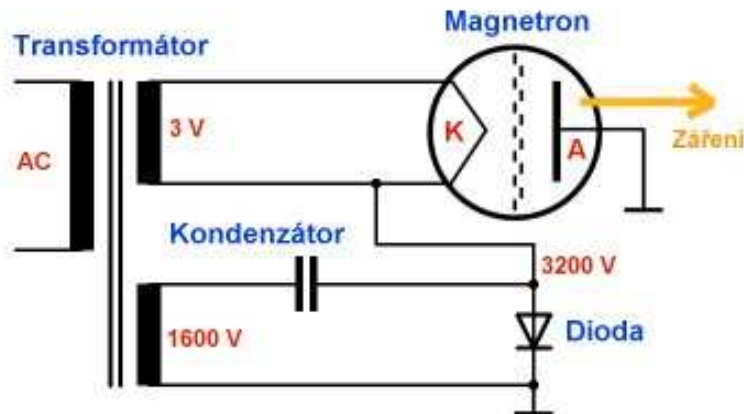 Magnetron
Transformátor
3 V
K
A
Záření
AC
Kondenzátor
3200 V
1600 V
Dioda